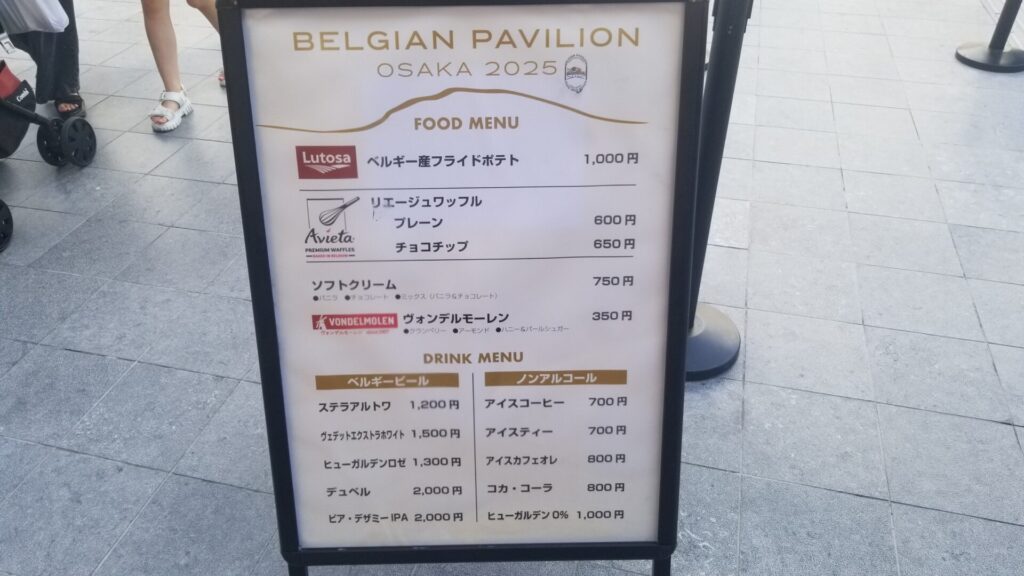 BELGIAN PAVILION
OSAKA 2025
FOOD MENU
Lutosa ベルギー産フライドポテト 1,000円
リエージュワッフル
Avieta プレーン 600円
PREMIUM WAFFLES チョコチップ 650円
BAKED IN BELGIUM
ソフトクリーム 750円
●バニラ ●チョコレート ●ミックス(バニラ&チョコレート)
VONDELMOLEN ヴォンデルモーレン 350円
ヴォンデルモーレン ●クランベリー ●アーモンド ●ハニー&パールシュガー
DRINK MENU
ベルギービール ノンアルコール
ステラアルトワ 1,200円 アイスコーヒー 700円
ヴェデットエクストラホワイト 1,500円 アイスティー 700円
ヒューガルデンロゼ 1,300円 アイスカフェオレ 800円
デュベル 2,000円 コカ・コーラ 800円
ビア・デザミーIPA 2,000円 ヒューガルデン0% 1,000円